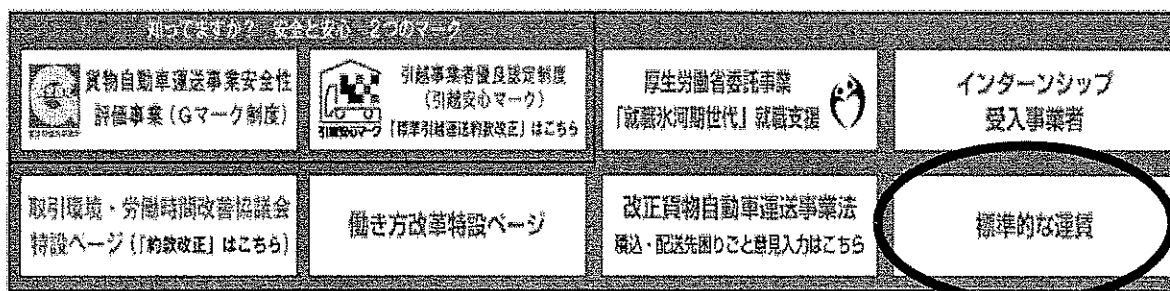 知ってますか？ 安全と安心 2つのマーク
貨物自動車運送事業安全性
評価事業（Gマーク制度）
引越事業者優良認定制度
（引越安心マーク）
引越安心マーク
「標準引越運送約款改正」はこちら
厚生労働省委託事業
「就職氷河期世代」就職支援
インターンシップ
受入事業者
取引環境・労働時間改善協議会
特設ページ（「約款改正」はこちら）
働き方改革特設ページ
改正貨物自動車運送事業法
積込・配送先困りごと意見入力はこちら
標準的な運賃